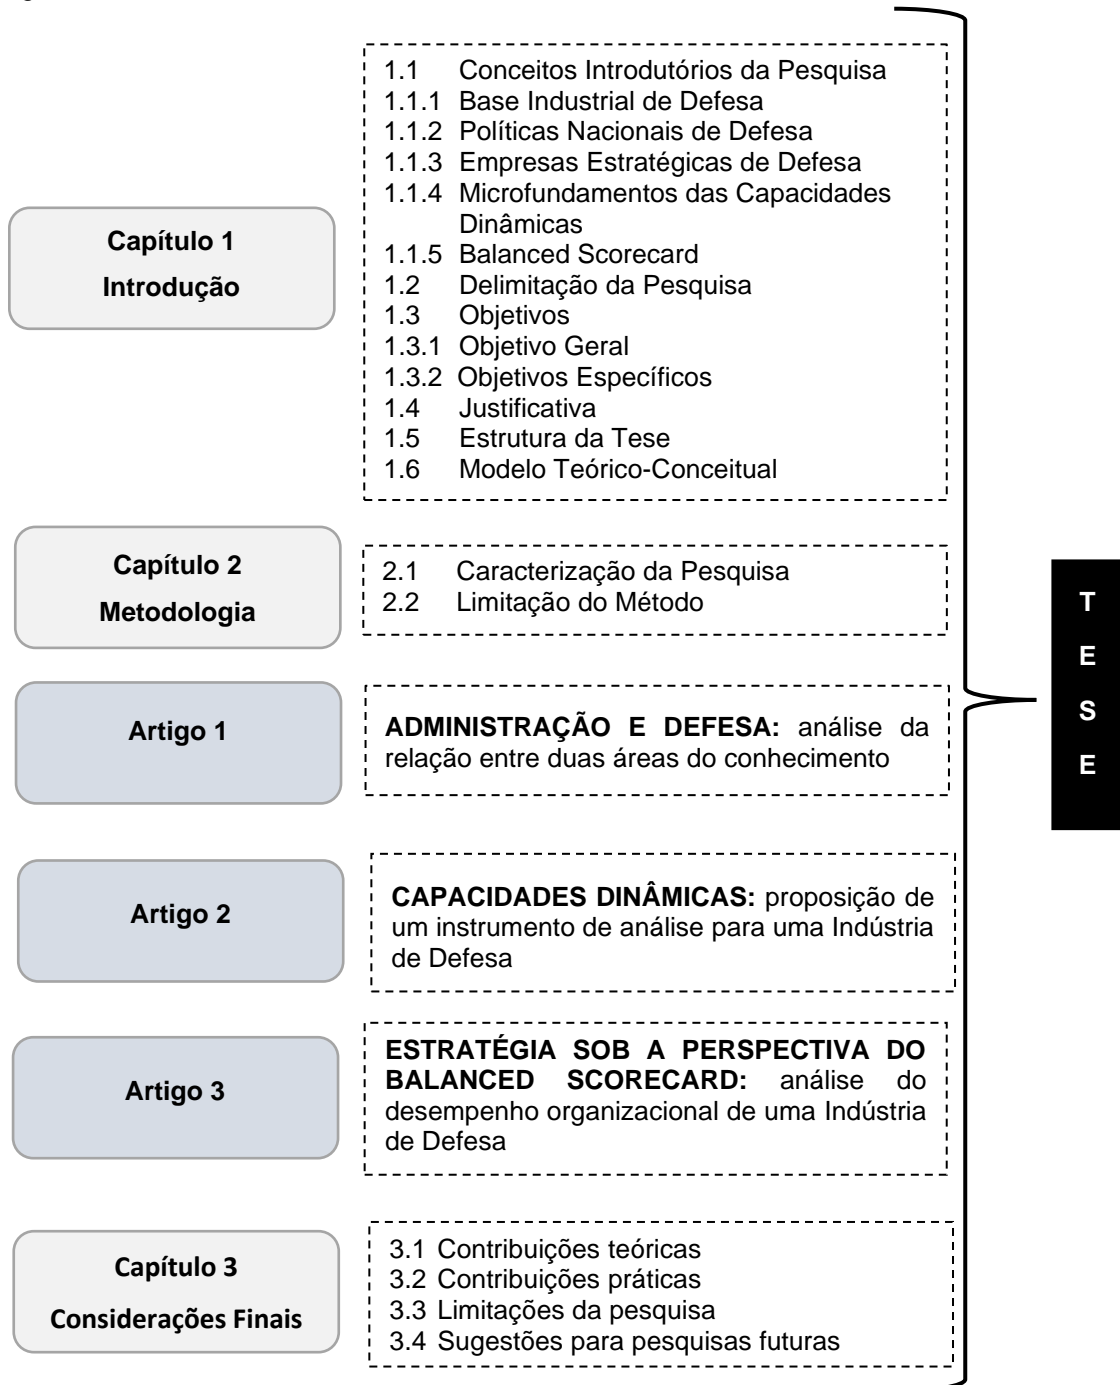 Capítulo 1
Introdução
1.1 Conceitos Introdutórios da Pesquisa
1.1.1 Base Industrial de Defesa
1.1.2 Políticas Nacionais de Defesa
1.1.3 Empresas Estratégicas de Defesa
1.1.4 Microfundamentos das Capacidades
Dinâmicas
1.1.5 Balanced Scorecard
1.2 Delimitação da Pesquisa
1.3 Objetivos
1.3.1 Objetivo Geral
1.3.2 Objetivos Específicos
1.4 Justificativa
1.5 Estrutura da Tese
1.6 Modelo Teórico-Conceitual
Capítulo 2
Metodologia
2.1 Caracterização da Pesquisa
2.2 Limitação do Método
Artigo 1
ADMINISTRAÇÃO E DEFESA: análise da
relação entre duas áreas do conhecimento
Artigo 2
CAPACIDADES DINÂMICAS: proposição de
um instrumento de análise para uma Indústria
de Defesa
Artigo 3
ESTRATÉGIA SOB A PERSPECTIVA DO
BALANCED SCORECARD: análise do
desempenho organizacional de uma Indústria
de Defesa
Capítulo 3
Considerações Finais
3.1 Contribuições teóricas
3.2 Contribuições práticas
3.3 Limitações da pesquisa
3.4 Sugestões para pesquisas futuras
T
E
S
E